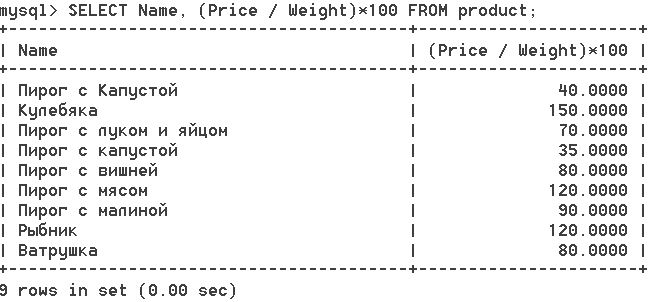 mysql> SELECT Name, (Price / Weight)*100 FROM product;
+----------------------------------------+----------------------+
| Name | (Price / Weight)*100 |
+----------------------------------------+----------------------+
| Пирог с Капустой | 40.0000 |
| Кулебяка | 150.0000 |
| Пирог с луком и яйцом | 70.0000 |
| Пирог с капустой | 35.0000 |
| Пирог с вишней | 80.0000 |
| Пирог с мясом | 120.0000 |
| Пирог с малиной | 90.0000 |
| Рыбник | 120.0000 |
| Ватрушка | 80.0000 |
+----------------------------------------+----------------------+
9 rows in set (0.00 sec)